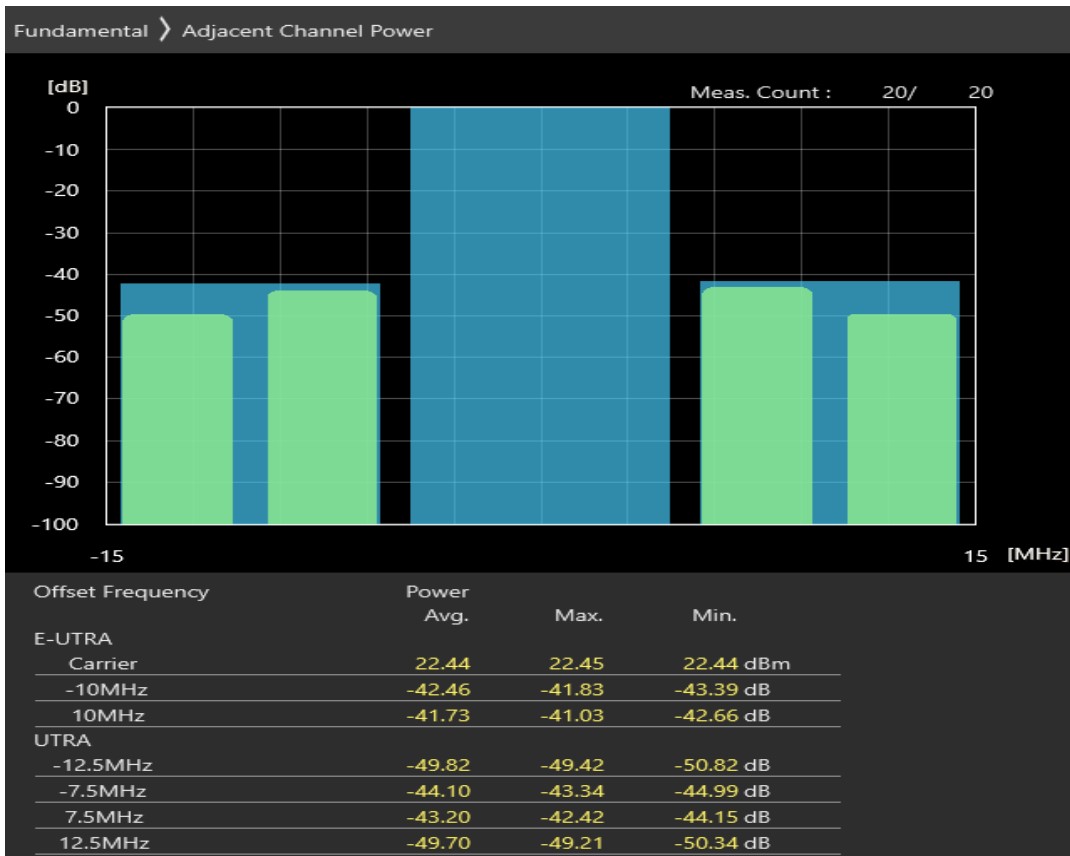 Fundamental 〉 Adjacent Channel Power
[dB]
Meas. Count : 20/ 20
0
-10
-20
-30
-40
-50
-60
-70
-80
-90
-100
-15 15 [MHz]
Offset Frequency Power
Avg. Max. Min.
E-UTRA
Carrier 22.44 22.45 22.44 dBm
-10MHz -42.46 -41.83 -43.39 dB
10MHz -41.73 -41.03 -42.66 dB
UTRA
-12.5MHz -49.82 -49.42 -50.82 dB
-7.5MHz -44.10 -43.34 -44.99 dB
7.5MHz -43.20 -42.42 -44.15 dB
12.5MHz -49.70 -49.21 -50.34 dB